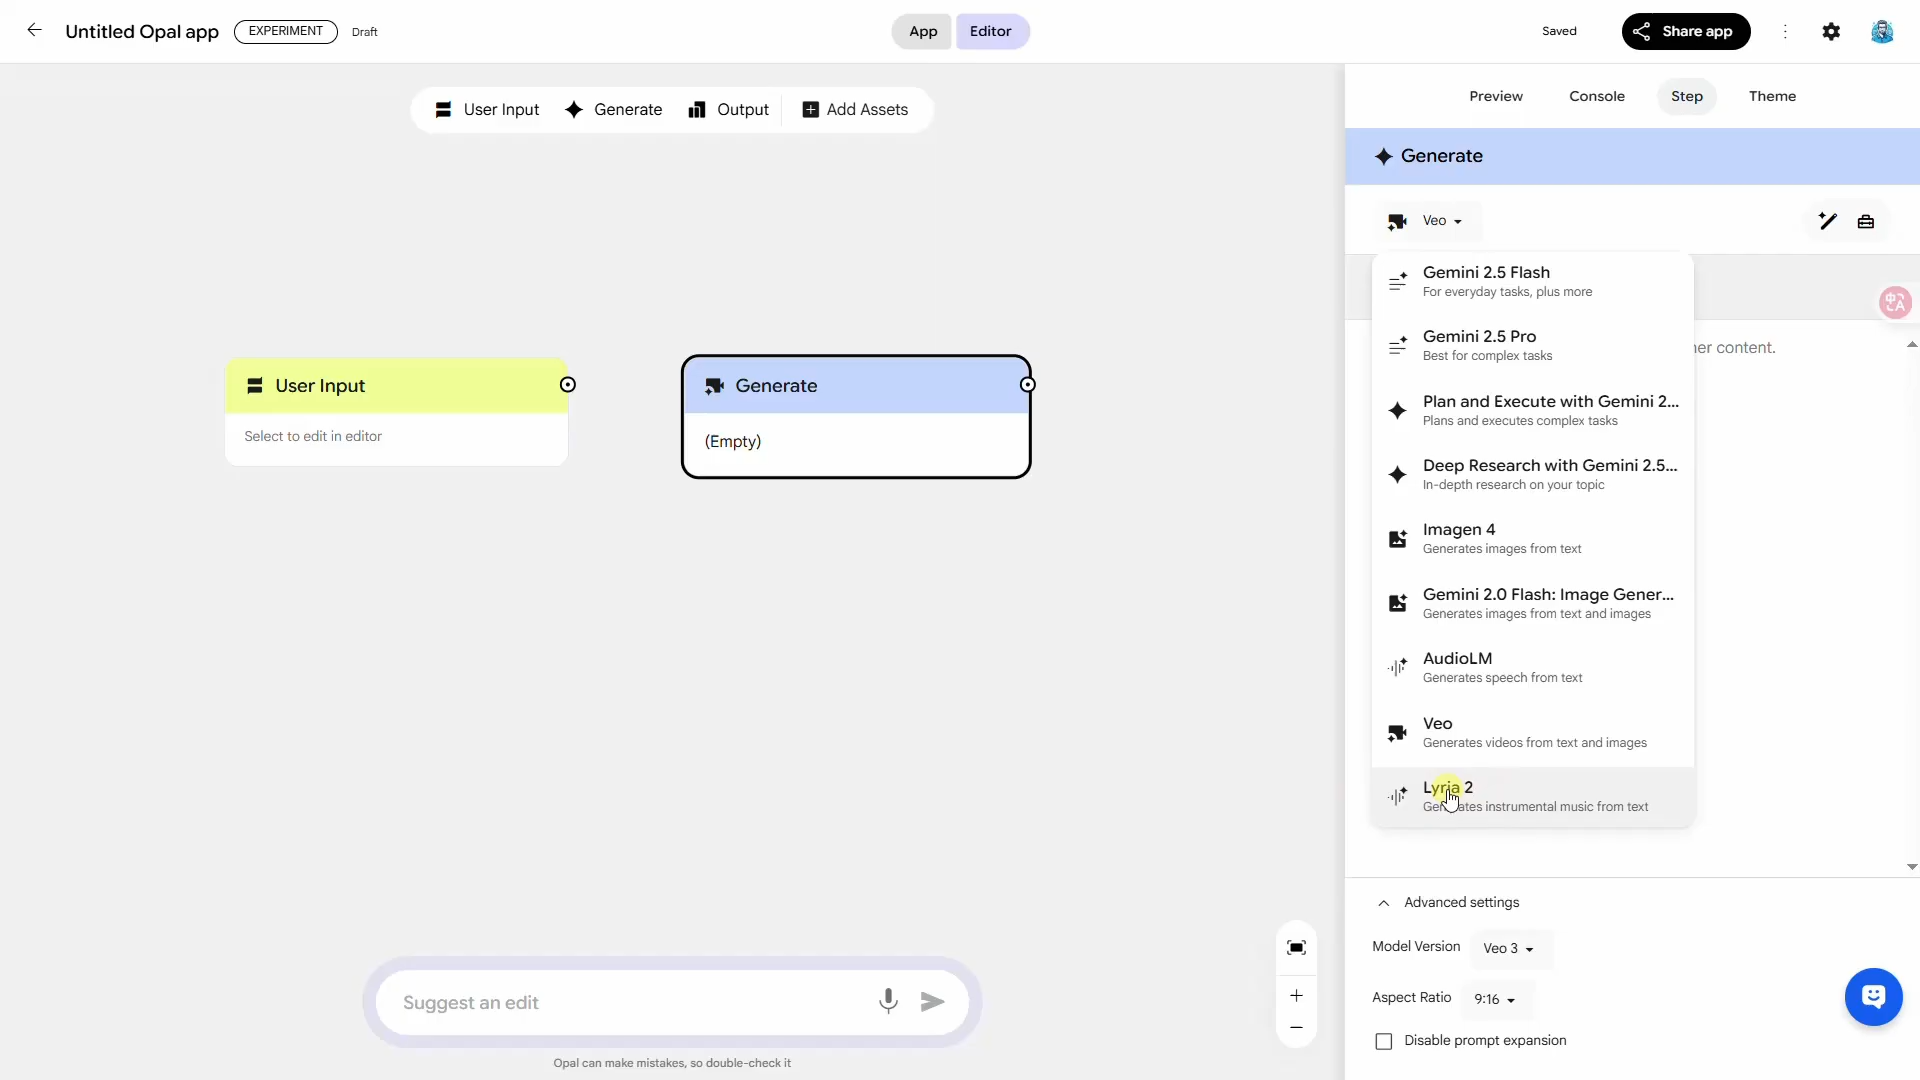 Untitled Opal app
EXPERIMENT
Draft
App
Editor
Saved
Share app
User Input
Generate
Output
Add Assets
Preview
Console
Step
Theme
Generate
Veo
Gemini 2.5 Flash
For everyday tasks, plus more
Gemini 2.5 Pro
Best for complex tasks
Plan and Execute with Gemini 2...
Plans and executes complex tasks
Deep Research with Gemini 2.5...
In-depth research on your topic
Imagen 4
Generates images from text
Gemini 2.0 Flash: Image Gener...
Generates images from text and images
AudioLM
Generates speech from text
Veo
Generates videos from text and images
Lyria 2
Generates instrumental music from text
her content.
User Input
Select to edit in editor
Generate
(Empty)
Advanced settings
Model Version
Veo 3
Aspect Ratio
9:16
Disable prompt expansion
Suggest an edit
Opal can make mistakes, so double-check it